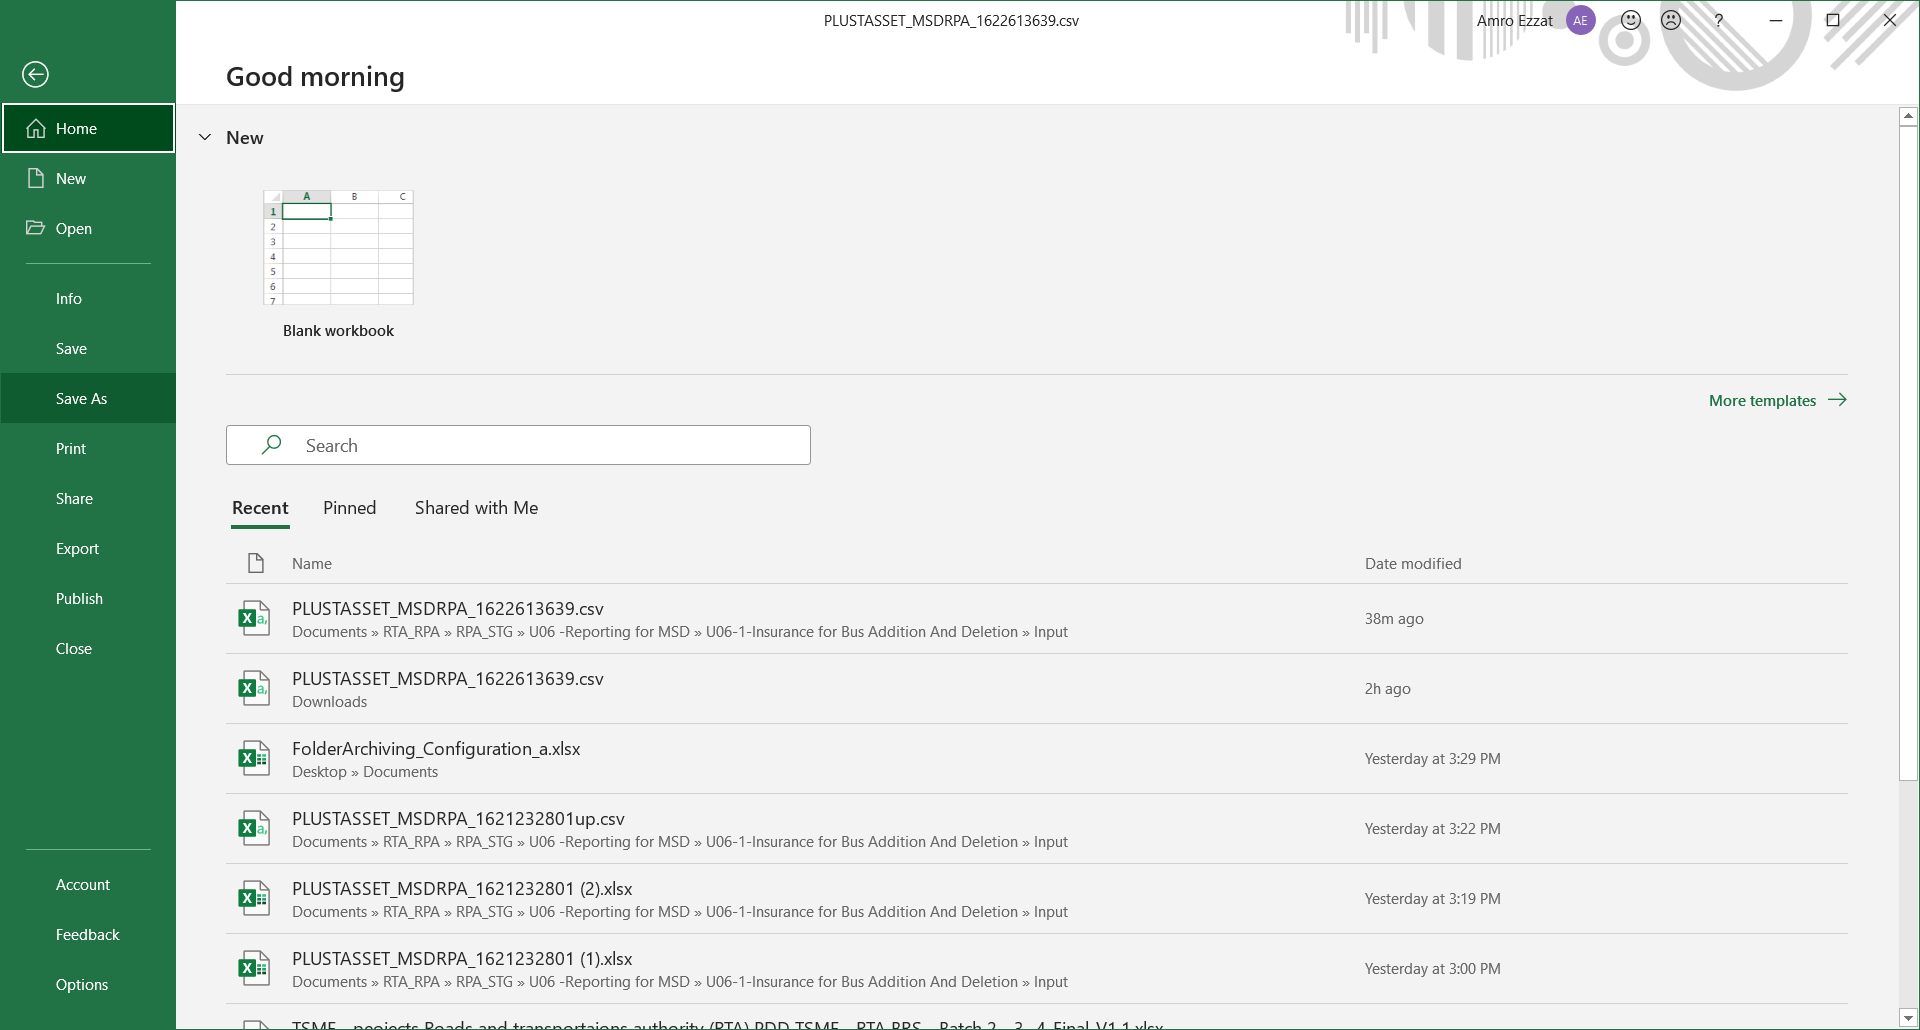 PLUSTASSET_MSDRPA_1622613639.csv
Amro Ezzat
AE
?
Good morning
Home
New
Open
Info
Save
Save As
Print
Share
Export
Publish
Close
Account
Feedback
Options
New
A B C
1
2
3
4
5
6
7
Blank workbook
More templates
Search
Recent Pinned Shared with Me
Name Date modified
PLUSTASSET_MSDRPA_1622613639.csv
Documents » RTA_RPA » RPA_STG » U06 -Reporting for MSD » U06-1-Insurance for Bus Addition And Deletion » Input
38m ago
PLUSTASSET_MSDRPA_1622613639.csv
Downloads
2h ago
FolderArchiving_Configuration_a.xlsx
Desktop » Documents
Yesterday at 3:29 PM
PLUSTASSET_MSDRPA_1621232801up.csv
Documents » RTA_RPA » RPA_STG » U06 -Reporting for MSD » U06-1-Insurance for Bus Addition And Deletion » Input
Yesterday at 3:22 PM
PLUSTASSET_MSDRPA_1621232801 (2).xlsx
Documents » RTA_RPA » RPA_STG » U06 -Reporting for MSD » U06-1-Insurance for Bus Addition And Deletion » Input
Yesterday at 3:19 PM
PLUSTASSET_MSDRPA_1621232801 (1).xlsx
Documents » RTA_RPA » RPA_STG » U06 -Reporting for MSD » U06-1-Insurance for Bus Addition And Deletion » Input
Yesterday at 3:00 PM